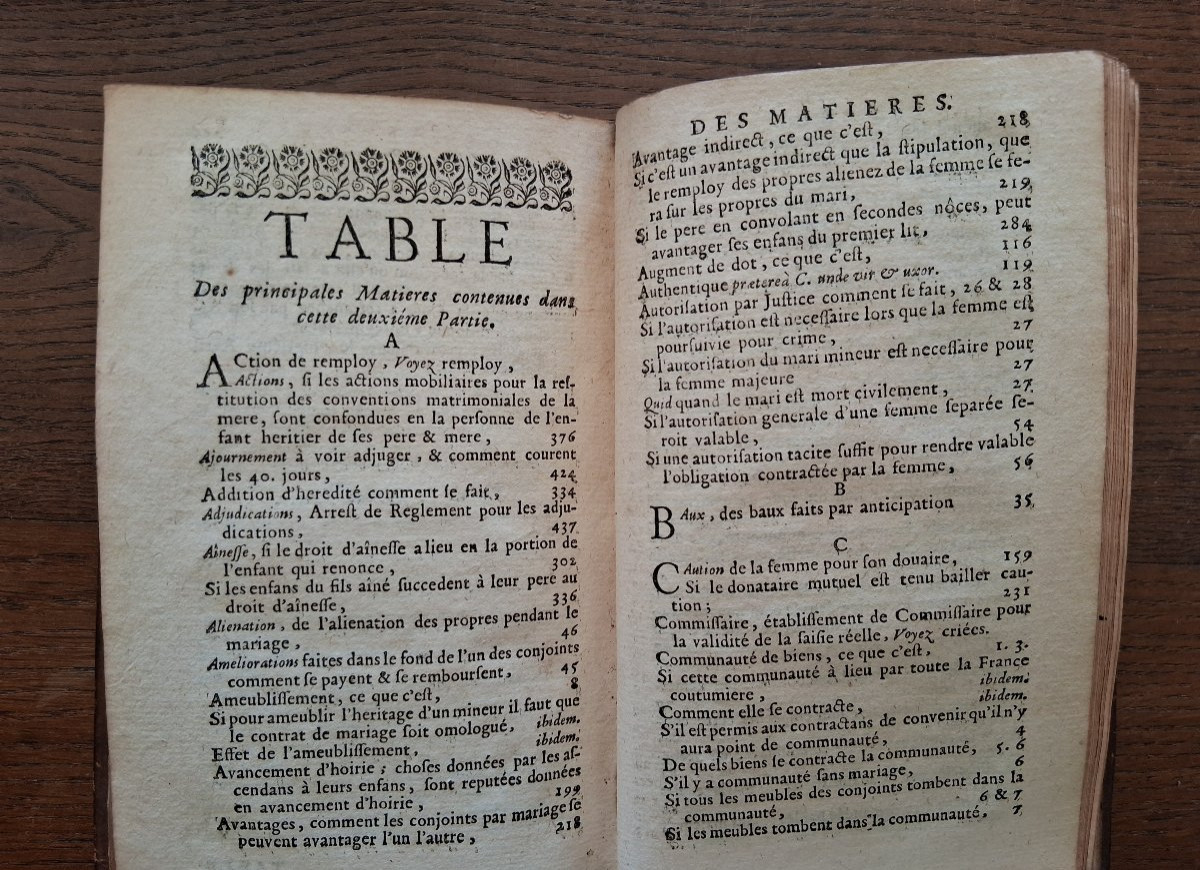 TABLE
Des principales Matieres contenues dans
cette deuxiéme Partie.
A
ACtion de remploy, Voyez remploy,
Actions, si les actions mobiliaires pour la reſ-
titution des conventions matrimoniales de la
mere, ſont confondues en la perſonne de l'en-
fant heritier de ſes pere & mere, 376
Ajournement à voir adjuger, & comment courent
les 40. jours, 424
Addition d'heredité comment ſe fait, 334
Adjudications, Arreſt de Reglement pour les adju-
dications, 437
Aîneſſe, ſi le droit d'aîneſſe a lieu en la portion de
l'enfant qui renonce, 302
Si les enfans du fils aîné ſuccedent à leur pere au
droit d'aîneſſe, 336
Alienation, de l'alienation des propres pendant le
mariage, 46
Ameliorations faites dans le fond de l'un des conjoints
comment ſe payent & ſe rembourſent, 45
Ameubliſſement, ce que c'eſt, 8
Si pour ameublir l'heritage d'un mineur il faut que
le contrat de mariage ſoit omologué, ibidem.
Effet de l'ameubliſſement, ibidem.
Avancement d'hoirie; choſes données par les aſ-
cendans à leurs enfans, ſont reputées données
en avancement d'hoirie, 199
Avantages, comment les conjoints par mariage ſe
peuvent avantager l'un l'autre, 218
DES MATIERES.
Avantage indirect, ce que c'eſt, 218
Si c'eſt un avantage indirect que la ſtipulation, que
le remploy des propres alienez de la femme ſe fe-
ra ſur les propres du mari, 219
Si le pere en convolant en ſecondes nôces, peut
avantager ſes enfans du premier lit, 284
Augment de dot, ce que c'eſt, 116
Authentique prætereà C. unde vir & uxor. 119
Autoriſation par Juſtice comment ſe fait, 26 & 28
Si l'autoriſation eſt neceſſaire lors que la femme eſt
pourſuivie pour crime, 27
Si l'autoriſation du mari mineur eſt neceſſaire pour
la femme majeure 27
Quid quand le mari eſt mort civilement, 27
Si l'autoriſation generale d'une femme ſeparée ſe-
roit valable, 54
Si une autoriſation tacite ſuffit pour rendre valable
l'obligation contractée par la femme, 56
B
BAux, des baux faits par anticipation 35
C
CAution de la femme pour ſon douaire, 159
Si le donataire mutuel eſt tenu bailler cau-
tion; 231
Commiſſaire, établiſſement de Commiſſaire pour
la validité de la ſaiſie réelle, Voyez criées.
Communauté de biens, ce que c'eſt, 1. 3.
Si cette communauté à lieu par toute la France
coutumiere, ibidem.
Comment elle ſe contracte, ibidem.
S'il eſt permis aux contractans de convenir qu'il n'y
aura point de communauté, 4
De quels biens ſe contracte la communauté, 5. 6
S'il y a communauté ſans mariage, 6
Si tous les meubles des conjoints tombent dans la
communauté, 6 & 7
Si les meubles tombent dans la communauté, 7